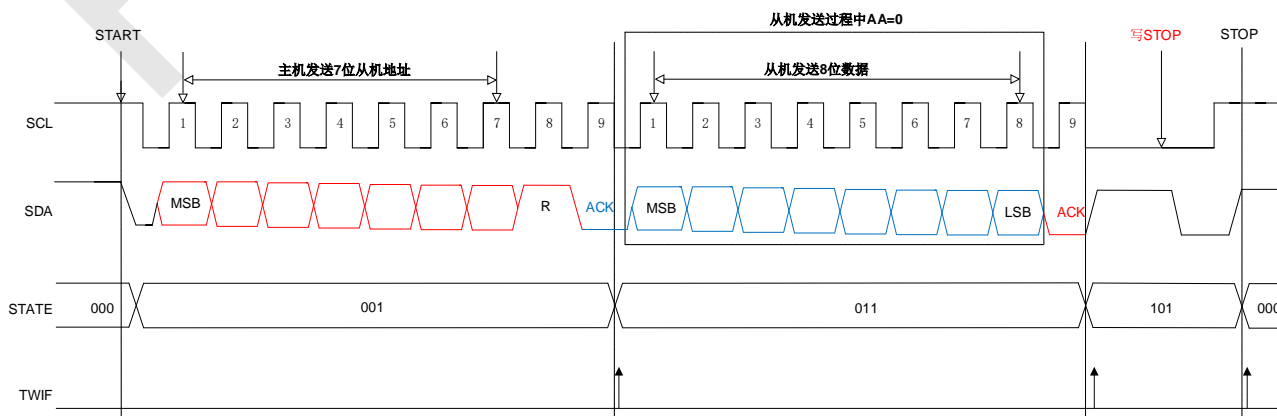 从机发送过程中AA=0
START
写STOP
STOP
主机发送7位从机地址
从机发送8位数据
SCL
1 2 3 4 5 6 7 8 9 1 2 3 4 5 6 7 8 9
SDA
MSB R ACK MSB LSB ACK
STATE 000 001 011 101 000
TWIF